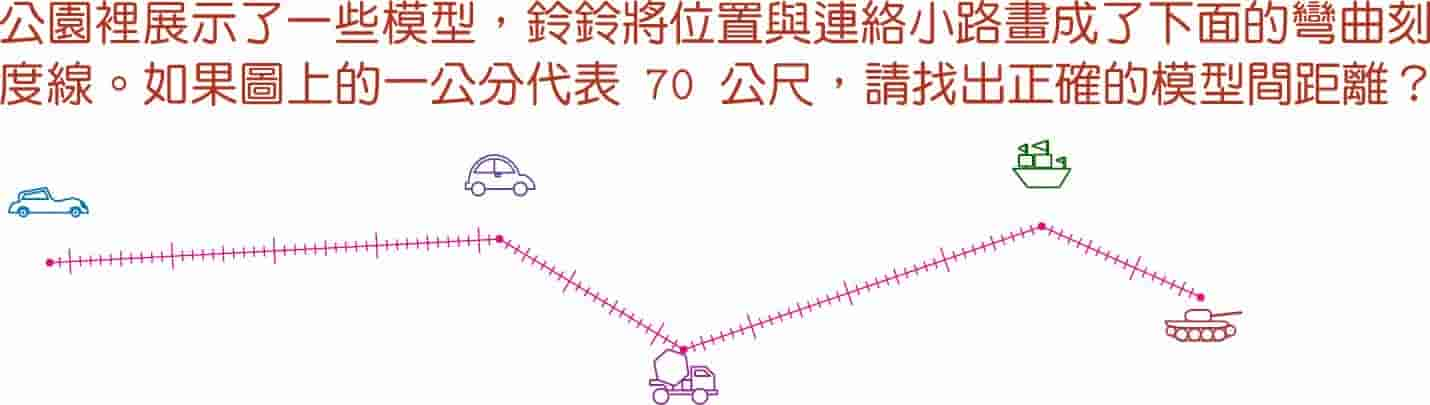 公園裡展示了一些模型，鈴鈴將位置與連絡小路畫成了下面的彎曲刻
度線。如果圖上的一公分代表 70 公尺，請找出正確的模型間距離？